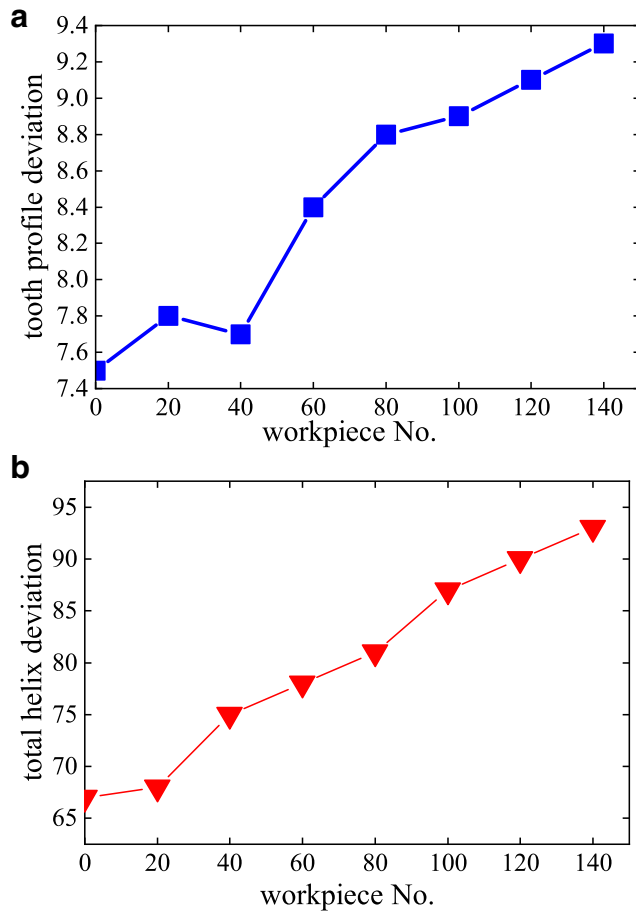 a
9.4
9.2
9.0
8.8
8.6
8.4
8.2
8.0
7.8
7.6
7.4
tooth profile deviation
0 20 40 60 80 100 120 140
workpiece No.
b
95
90
85
80
75
70
65
total helix deviation
0 20 40 60 80 100 120 140
workpiece No.